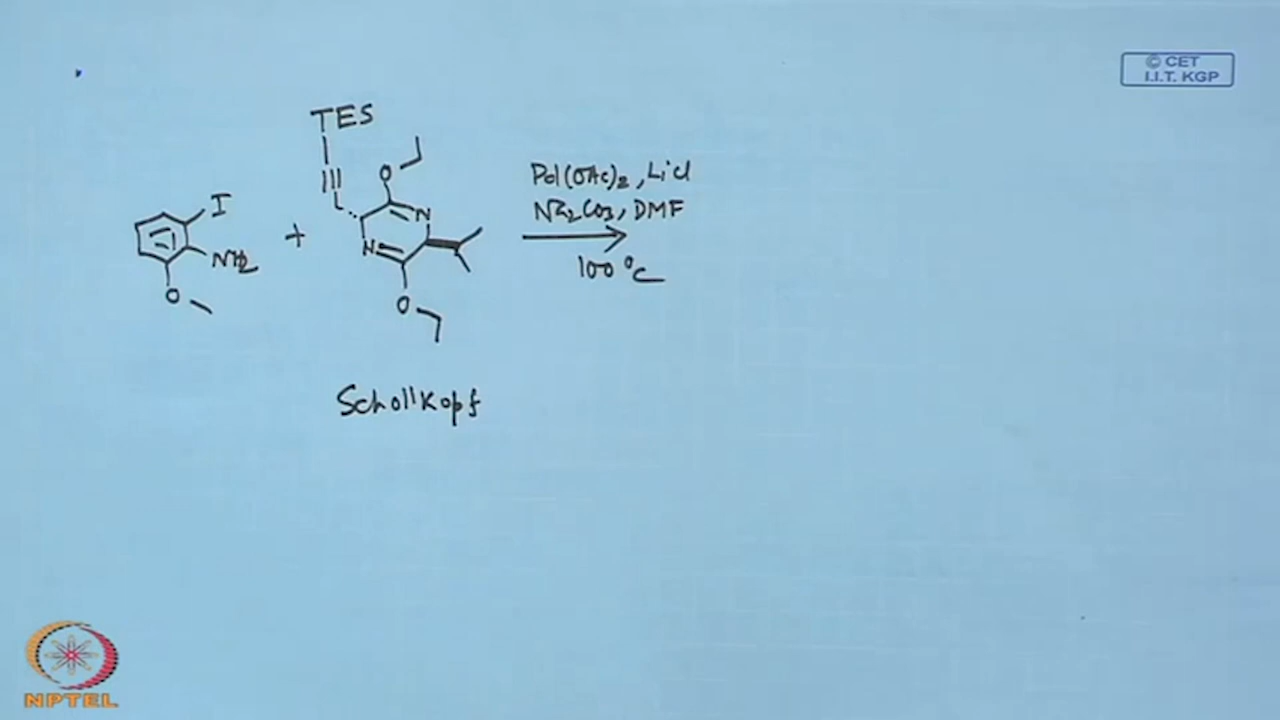 © CET
I.I.T. KGP
TES
O
I
N
Pd(OAc)2, LiCl
Na2CO3, DMF
+
NH2
N
100 °C
O
O
Schollkopf
NPTEL